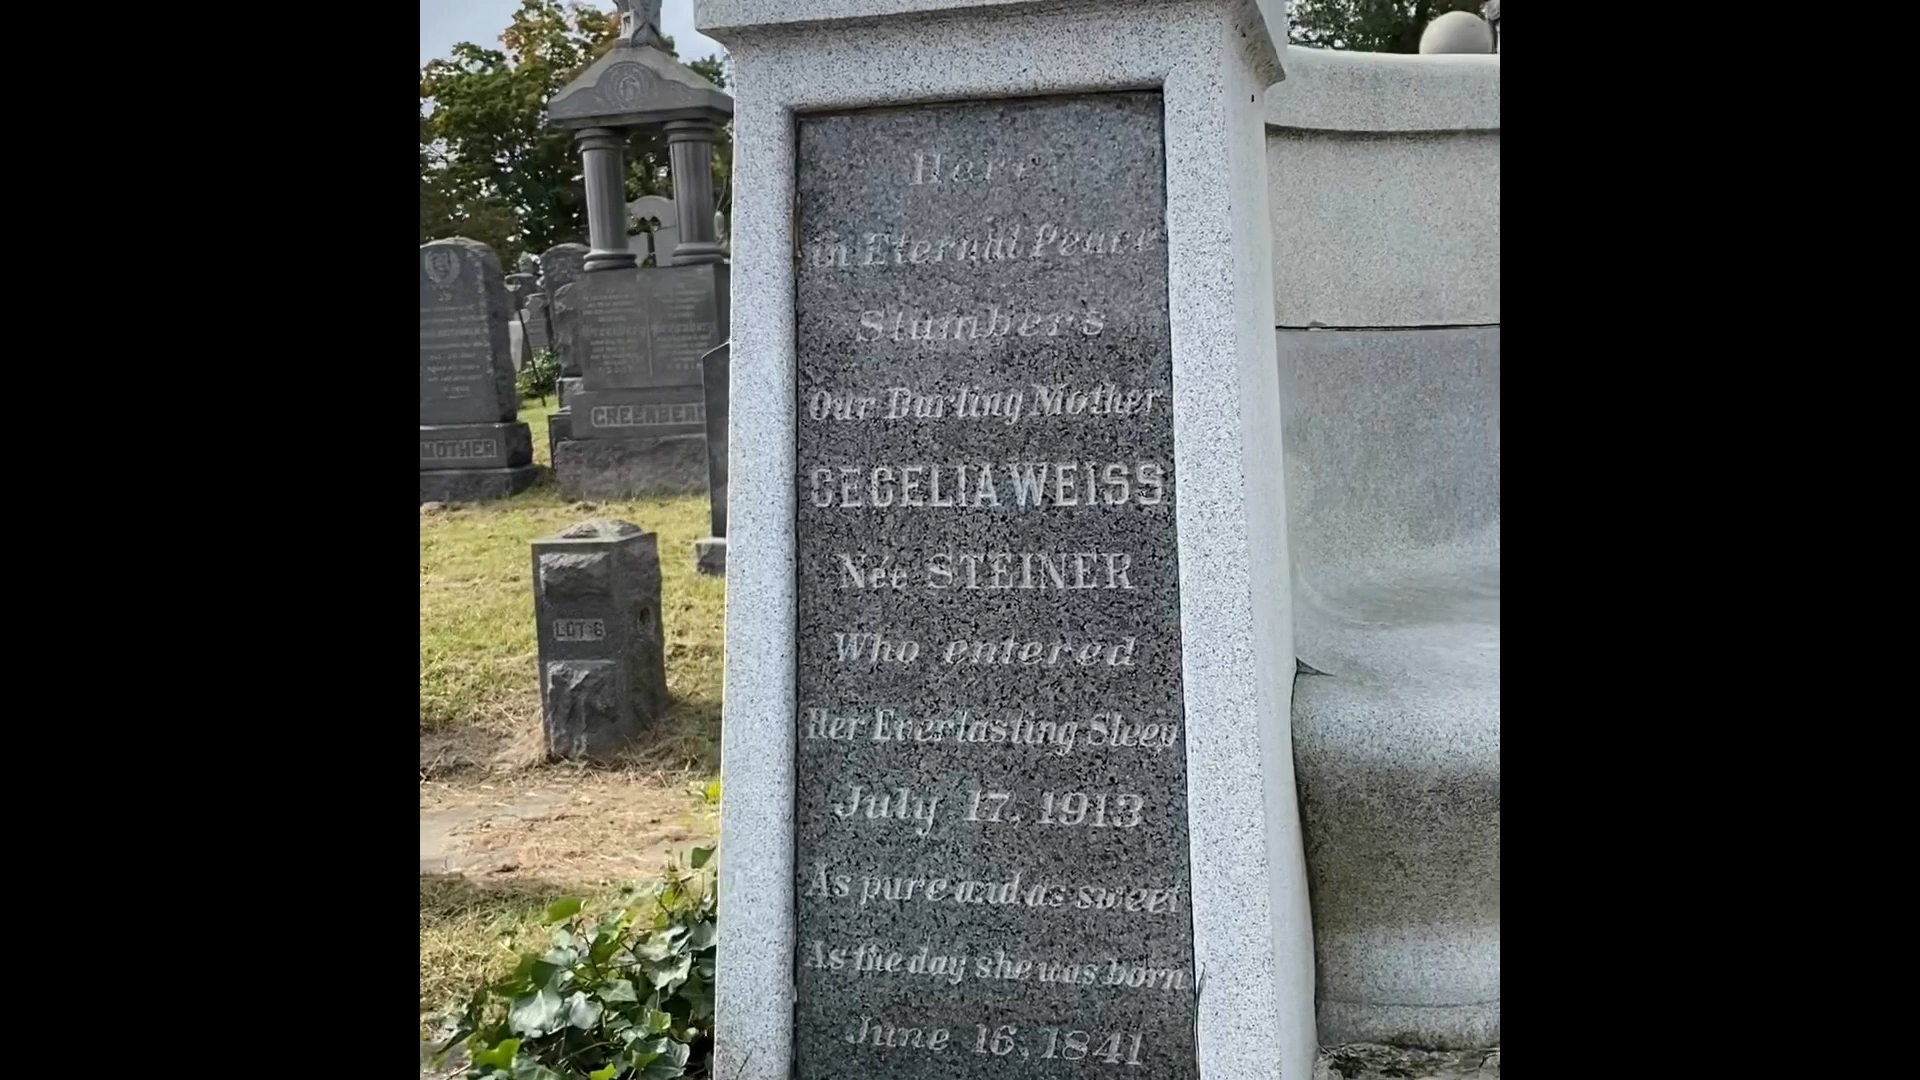 Here
in Eternal Peace
Slumbers
Our Darling Mother
CECELIA WEISS
Née STEINER
Who entered
Her Everlasting Sleep
July 17, 1913
As pure and as sweet
As the day she was born
June 16, 1841
MOTHER
GREENBERG
LOT 6